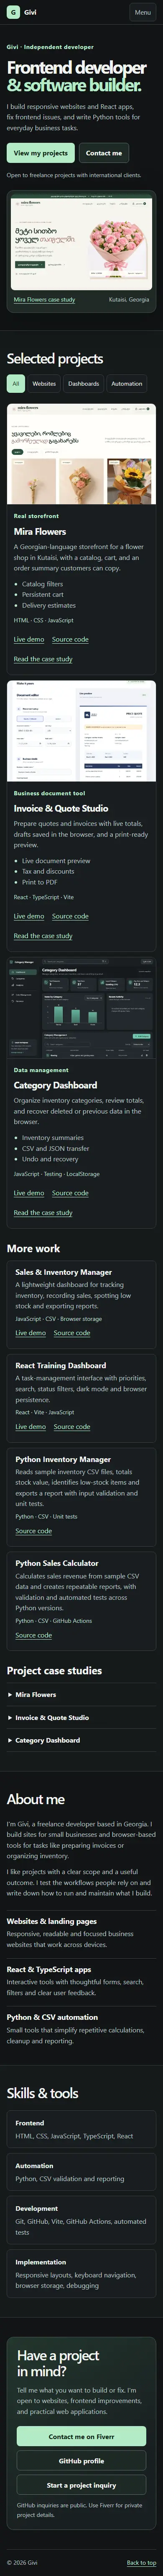 G Givi
Menu
Givi · Independent developer
Frontend developer
& software builder.
I build responsive websites and React apps,
fix frontend issues, and write Python tools for
everyday business tasks.
View my projects
Contact me
Open to freelance projects with international clients.
mira flowers
Mira Flowers case study
Kutaisi, Georgia
Selected projects
All
Websites
Dashboards
Automation
mira flowers
Real storefront
Mira Flowers
A Georgian-language storefront for a flower
shop in Kutaisi, with a catalog, cart, and an
order summary customers can copy.
• Catalog filters
• Persistent cart
• Delivery estimates
HTML · CSS · JavaScript
Live demo
Source code
Read the case study
Business document tool
Invoice & Quote Studio
Prepare quotes and invoices with live totals,
drafts saved in the browser, and a print-ready
preview.
• Live document preview
• Tax and discounts
• Print to PDF
React · TypeScript · Vite
Live demo
Source code
Read the case study
Category Dashboard
Data management
Category Dashboard
Organize inventory categories, review totals,
and recover deleted or previous data in the
browser.
• Inventory summaries
• CSV and JSON transfer
• Undo and recovery
JavaScript · Testing · LocalStorage
Live demo
Source code
Read the case study
More work
Sales & Inventory Manager
A lightweight dashboard for tracking
inventory, recording sales, spotting low
stock and exporting reports.
JavaScript · CSV · Browser storage
Live demo
Source code
React Training Dashboard
A task-management interface with priorities,
search, status filters, dark mode and browser
persistence.
React · Vite · JavaScript
Live demo
Source code
Python Inventory Manager
Reads sample inventory CSV files, totals
stock value, identifies low-stock items and
exports a report with input validation and
unit tests.
Python · CSV · Unit tests
Source code
Python Sales Calculator
Calculates sales revenue from sample CSV
data and creates repeatable reports, with
validation and automated tests across
Python versions.
Python · CSV · GitHub Actions
Source code
Project case studies
▶ Mira Flowers
▶ Invoice & Quote Studio
▶ Category Dashboard
About me
I'm Givi, a freelance developer based in Georgia. I
build sites for small businesses and browser-based
tools for tasks like preparing invoices or
organizing inventory.
I like projects with a clear scope and a useful
outcome. I test the workflows people rely on and
write down how to run and maintain what I build.
Websites & landing pages
Responsive, readable and focused business
websites that work across devices.
React & TypeScript apps
Interactive tools with thoughtful forms, search,
filters and clear user feedback.
Python & CSV automation
Small tools that simplify repetitive calculations,
cleanup and reporting.
Skills & tools
Frontend
HTML, CSS, JavaScript, TypeScript, React
Automation
Python, CSV validation and reporting
Development
Git, GitHub, Vite, GitHub Actions, automated
tests
Implementation
Responsive layouts, keyboard navigation,
browser storage, debugging
Have a project
in mind?
Tell me what you want to build or fix. I'm
open to websites, frontend improvements,
and practical web applications.
Contact me on Fiverr
GitHub profile
Start a project inquiry
GitHub inquiries are public. Use Fiverr for private
project details.
© 2026 Givi
Back to top